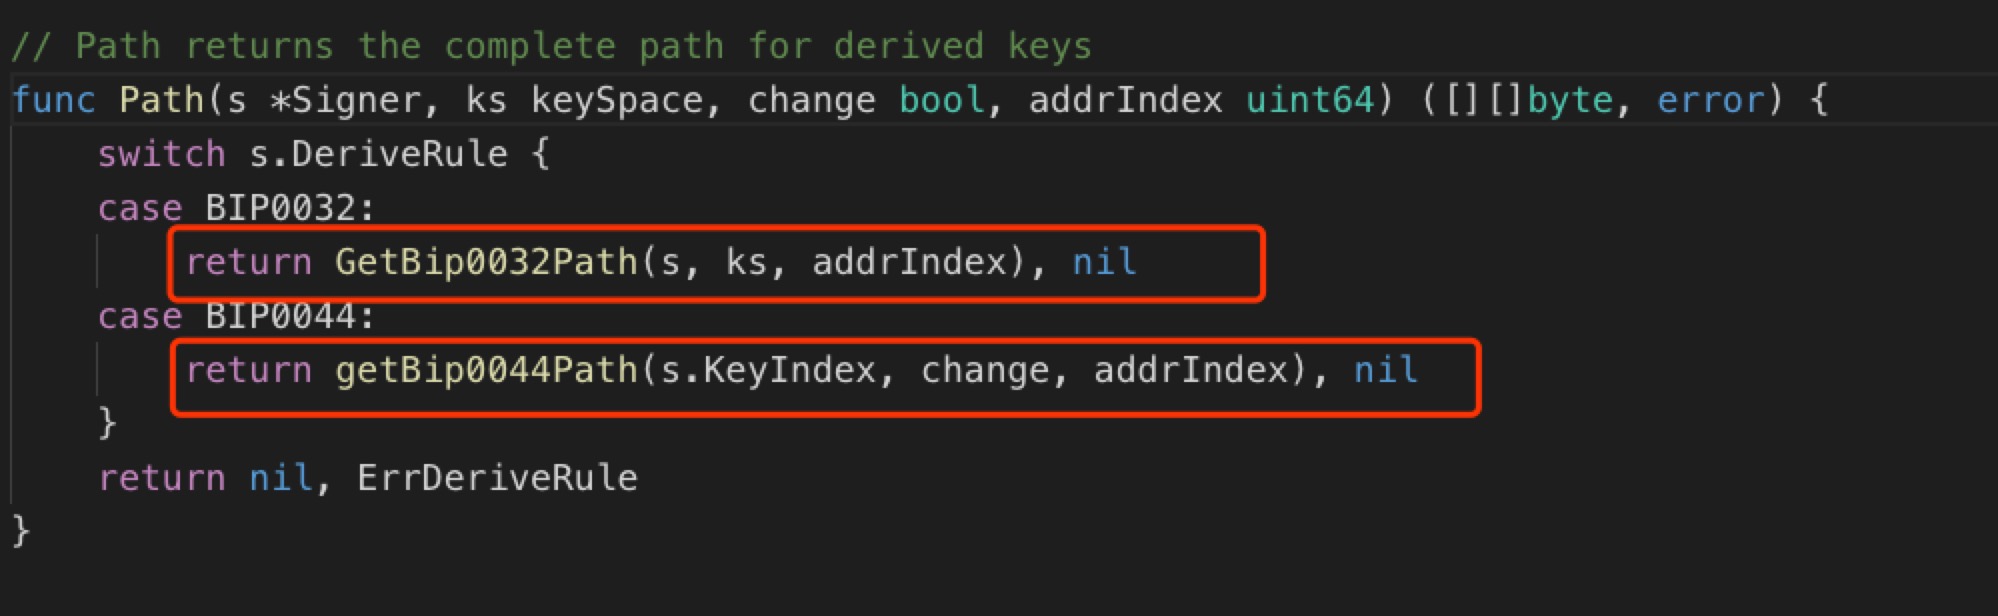 // Path returns the complete path for derived keys
func Path(s *Signer, ks keySpace, change bool, addrIndex uint64) ([][]byte, error) {
    switch s.DeriveRule {
    case BIP0032:
        return GetBip0032Path(s, ks, addrIndex), nil
    case BIP0044:
        return getBip0044Path(s.KeyIndex, change, addrIndex), nil
    }
    return nil, ErrDeriveRule
}